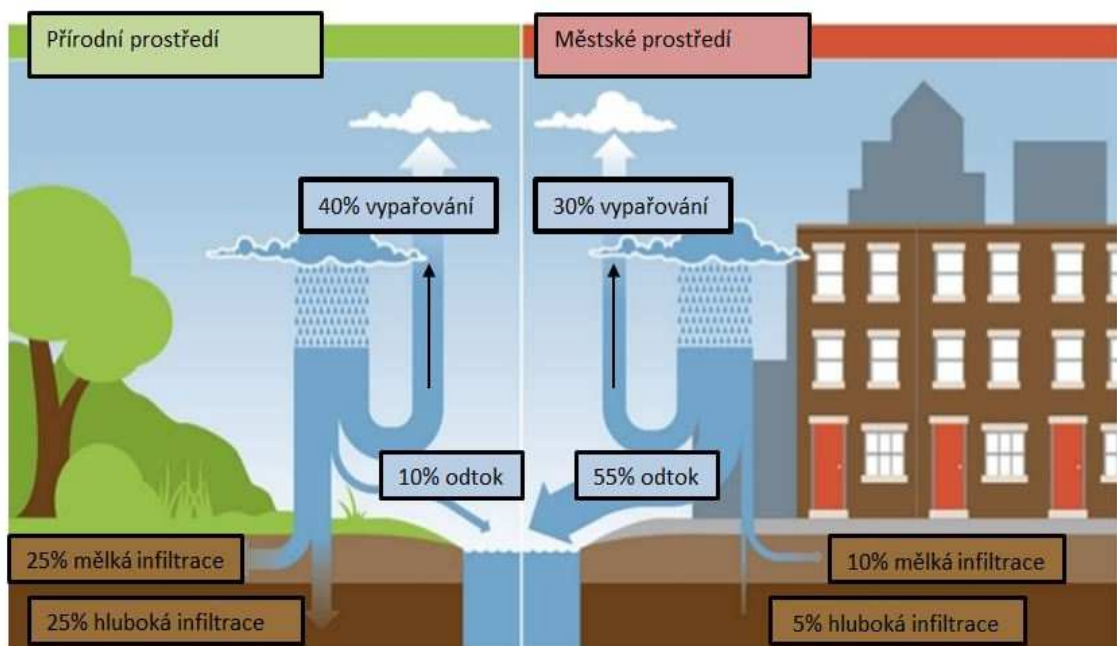 Přírodní prostředí
Městské prostředí
40% vypařování
30% vypařování
10% odtok
55% odtok
25% mělká infiltrace
10% mělká infiltrace
25% hluboká infiltrace
5% hluboká infiltrace